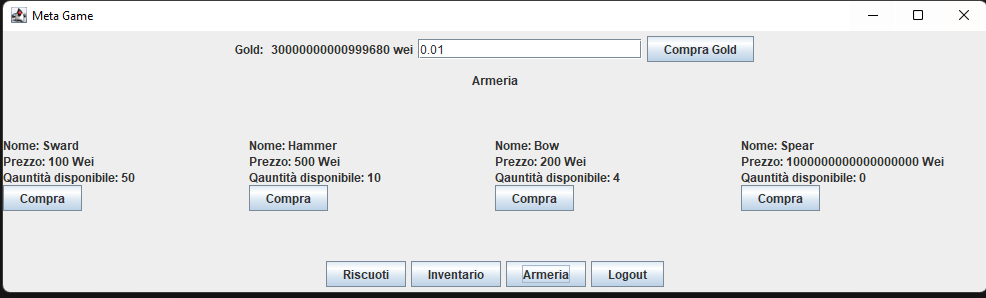 Meta Game
Gold: 30000000000999680 wei 0.01 Compra Gold
Armeria
Nome: Sward Nome: Hammer Nome: Bow Nome: Spear
Prezzo: 100 Wei Prezzo: 500 Wei Prezzo: 200 Wei Prezzo: 1000000000000000000 Wei
Qauntità disponibile: 50 Qauntità disponibile: 10 Qauntità disponibile: 4 Qauntità disponibile: 0
Compra Compra Compra Compra
Riscuoti Inventario Armeria Logout